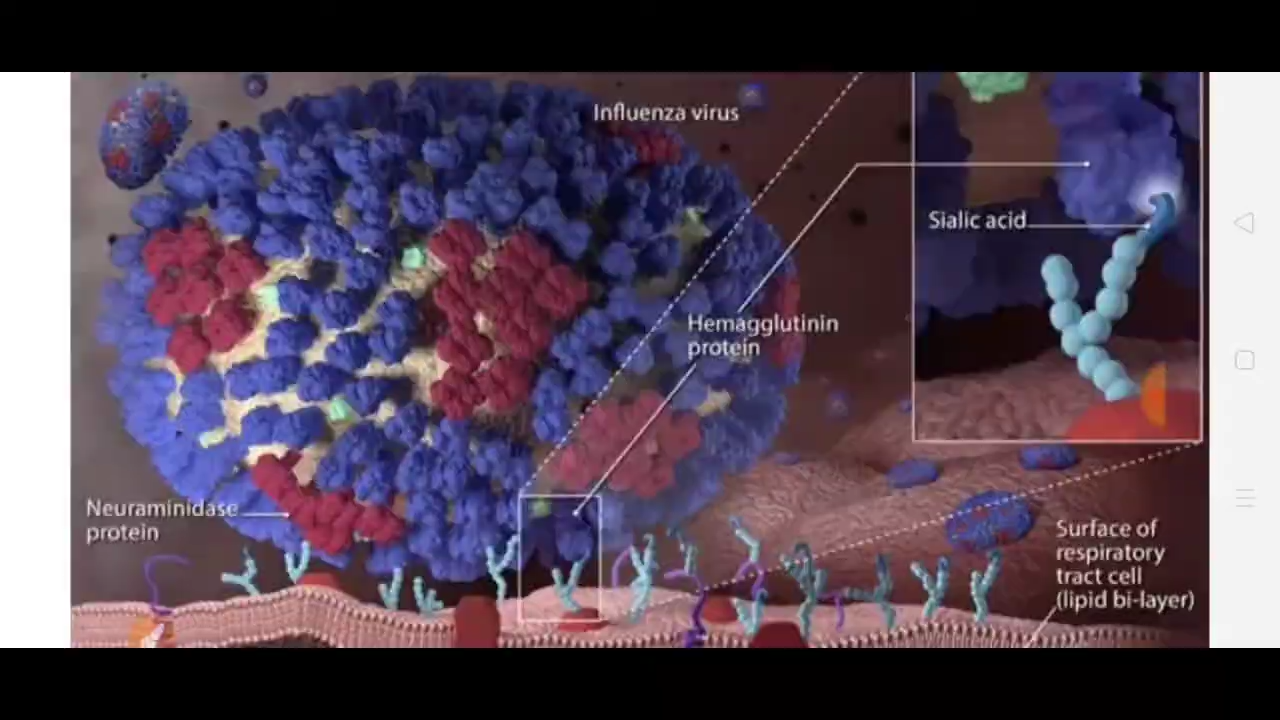 Influenza virus
Sialic acid
Hemagglutinin
protein
Neuraminidase
protein
Surface of
respiratory
tract cell
(lipid bi-layer)